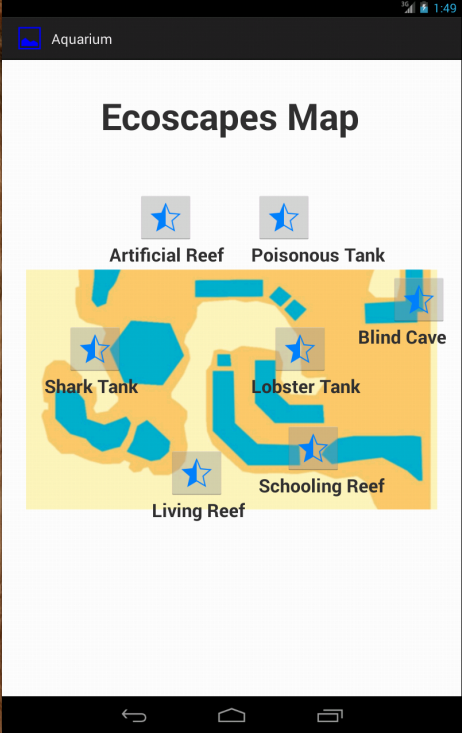 3G 1:49
Aquarium
Ecoscapes Map
Artificial Reef Poisonous Tank
Blind Cave
Shark Tank Lobster Tank
Schooling Reef
Living Reef